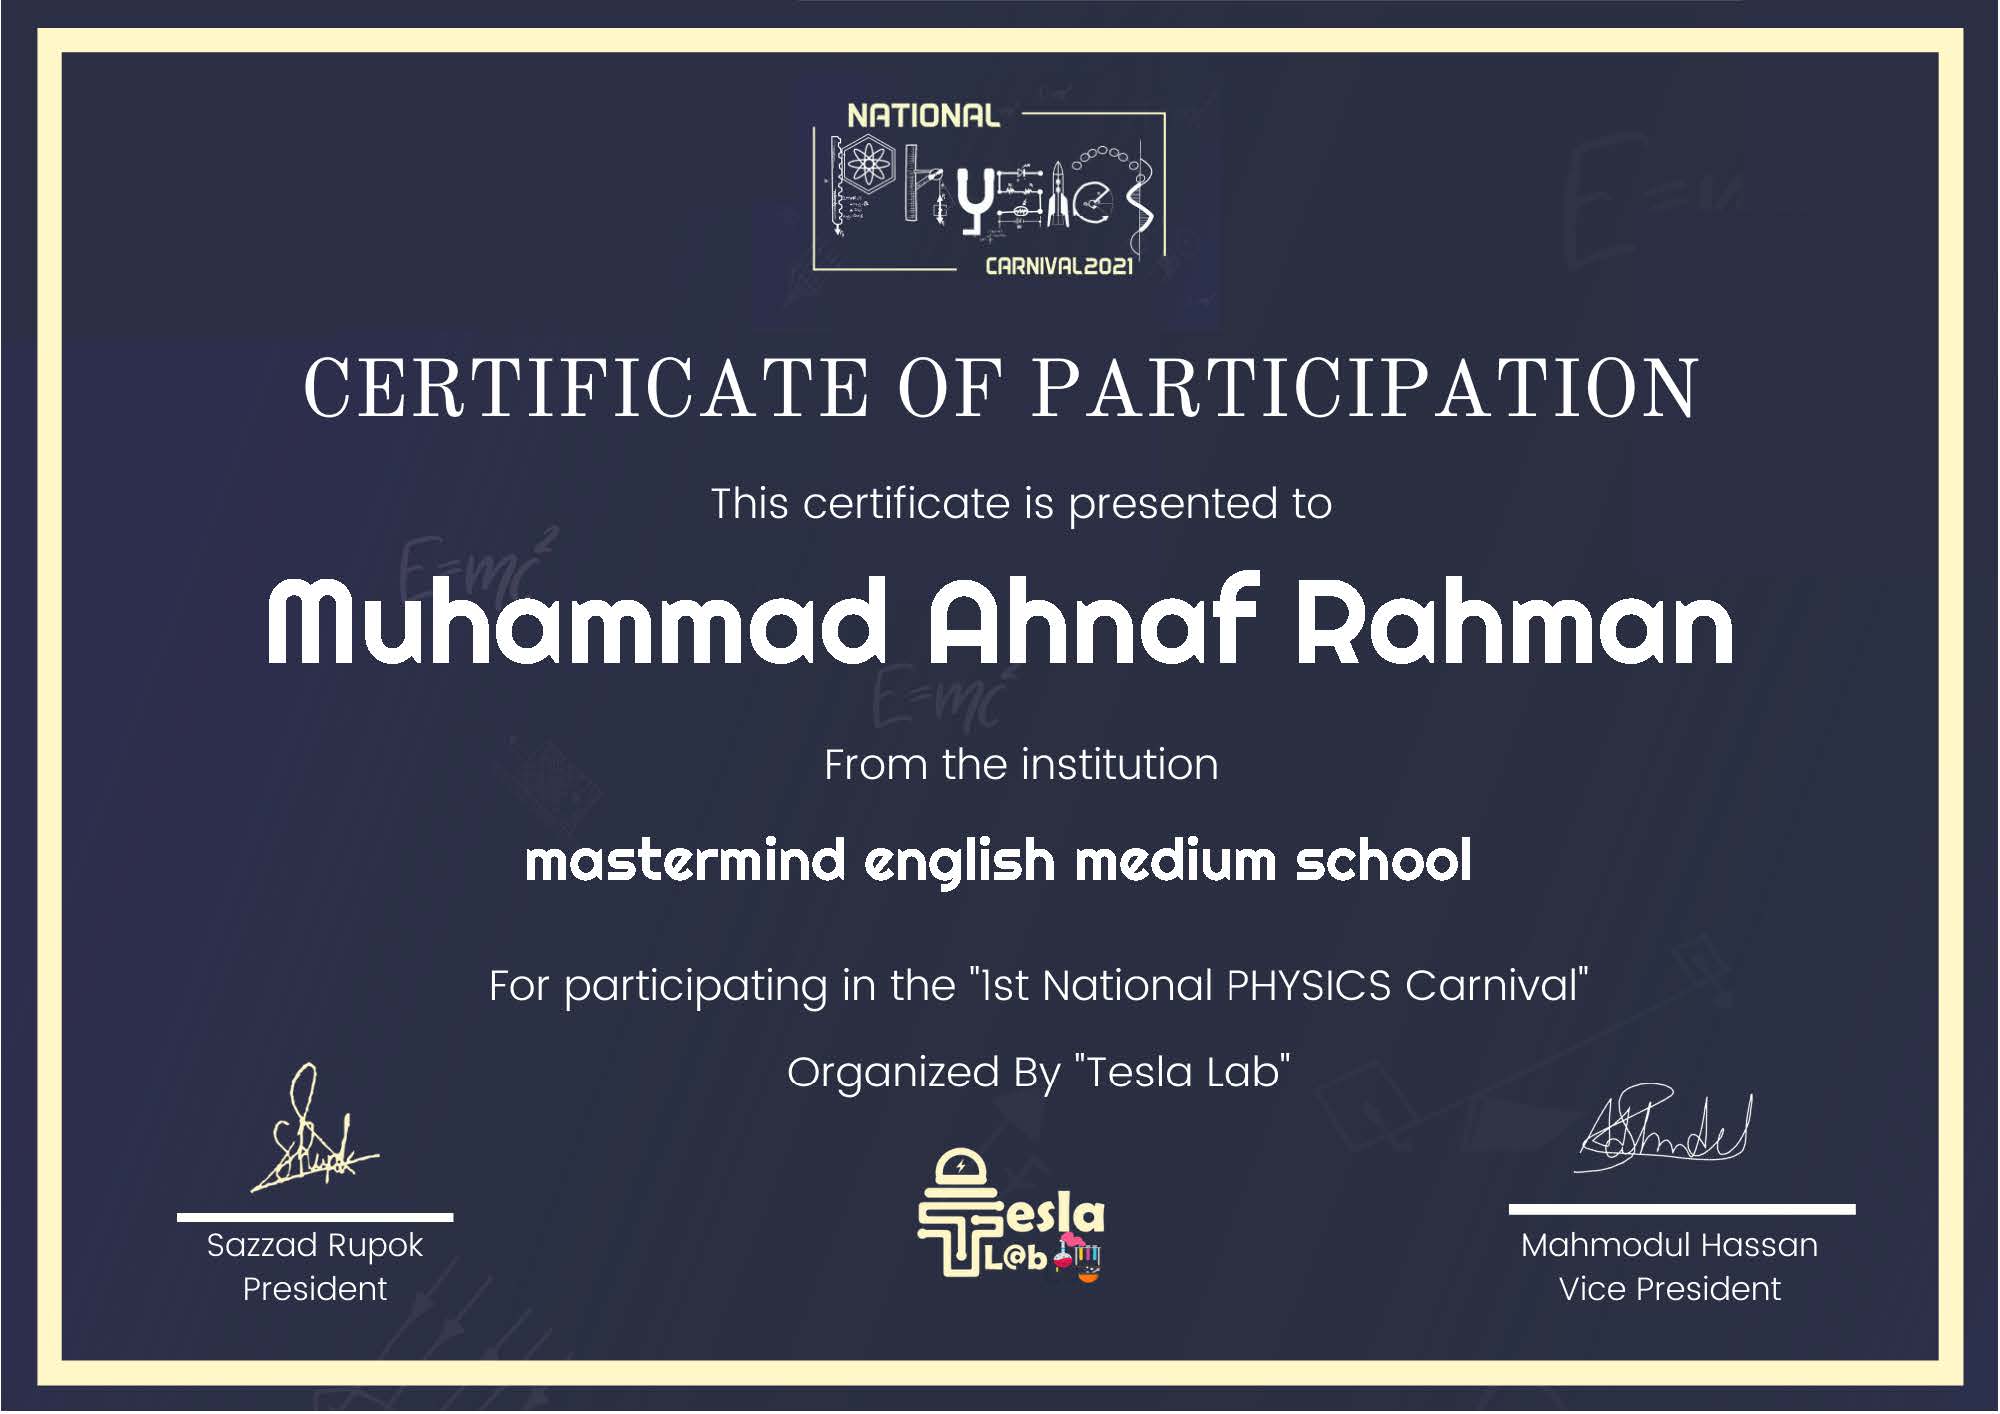 NATIONAL
Physics
CARNIVAL2021
CERTIFICATE OF PARTICIPATION
This certificate is presented to
E=mc²
Muhammad Ahnaf Rahman
E=mc²
From the institution
mastermind english medium school
For participating in the "1st National PHYSICS Carnival"
Organized By "Tesla Lab"
Tesla
L@b
Sazzad Rupok
President
Mahmodul Hassan
Vice President